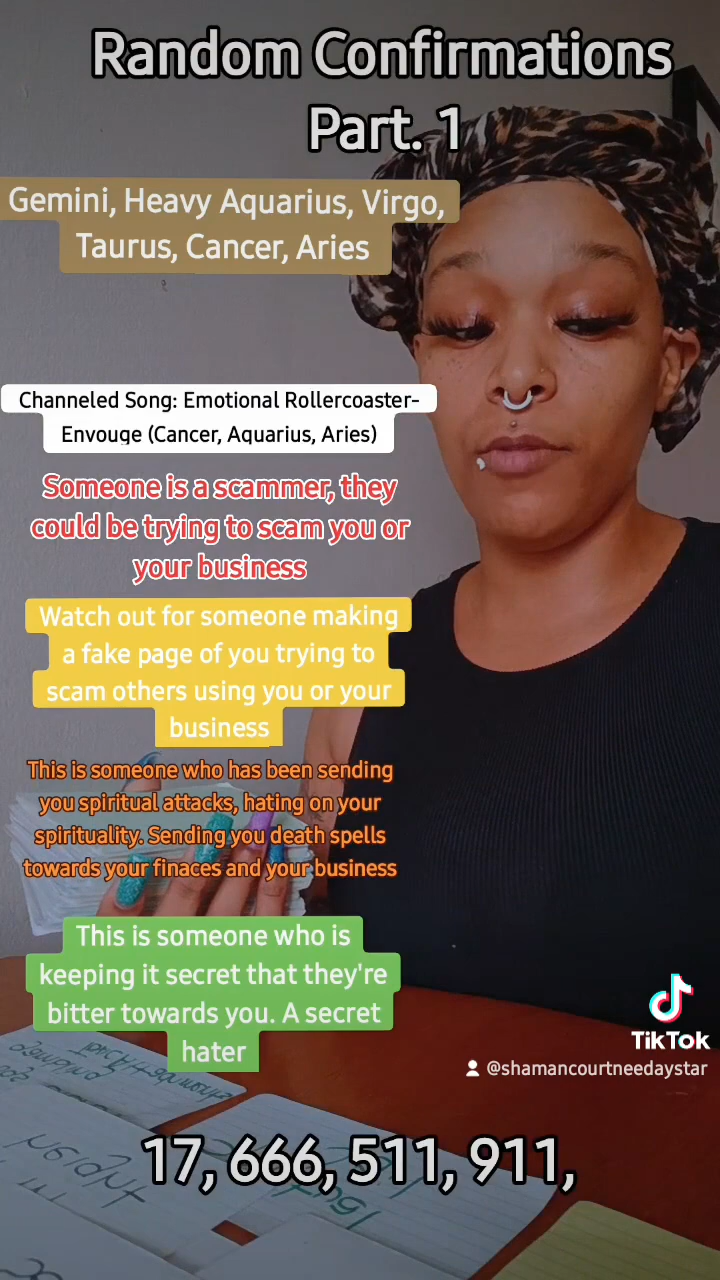 Random Confirmations
Part. 1
Gemini, Heavy Aquarius, Virgo,
Taurus, Cancer, Aries
Channeled Song: Emotional Rollercoaster-
Envouge (Cancer, Aquarius, Aries)
Someone is a scammer, they
could be trying to scam you or
your business
Watch out for someone making
a fake page of you trying to
scam others using you or your
business
This is someone who has been sending
you spiritual attacks, hating on your
spirituality. Sending you death spells
towards your finaces and your business
This is someone who is
keeping it secret that they're
bitter towards you. A secret
hater
TikTok
@shamancourtneedaystar
17, 666, 511, 911,